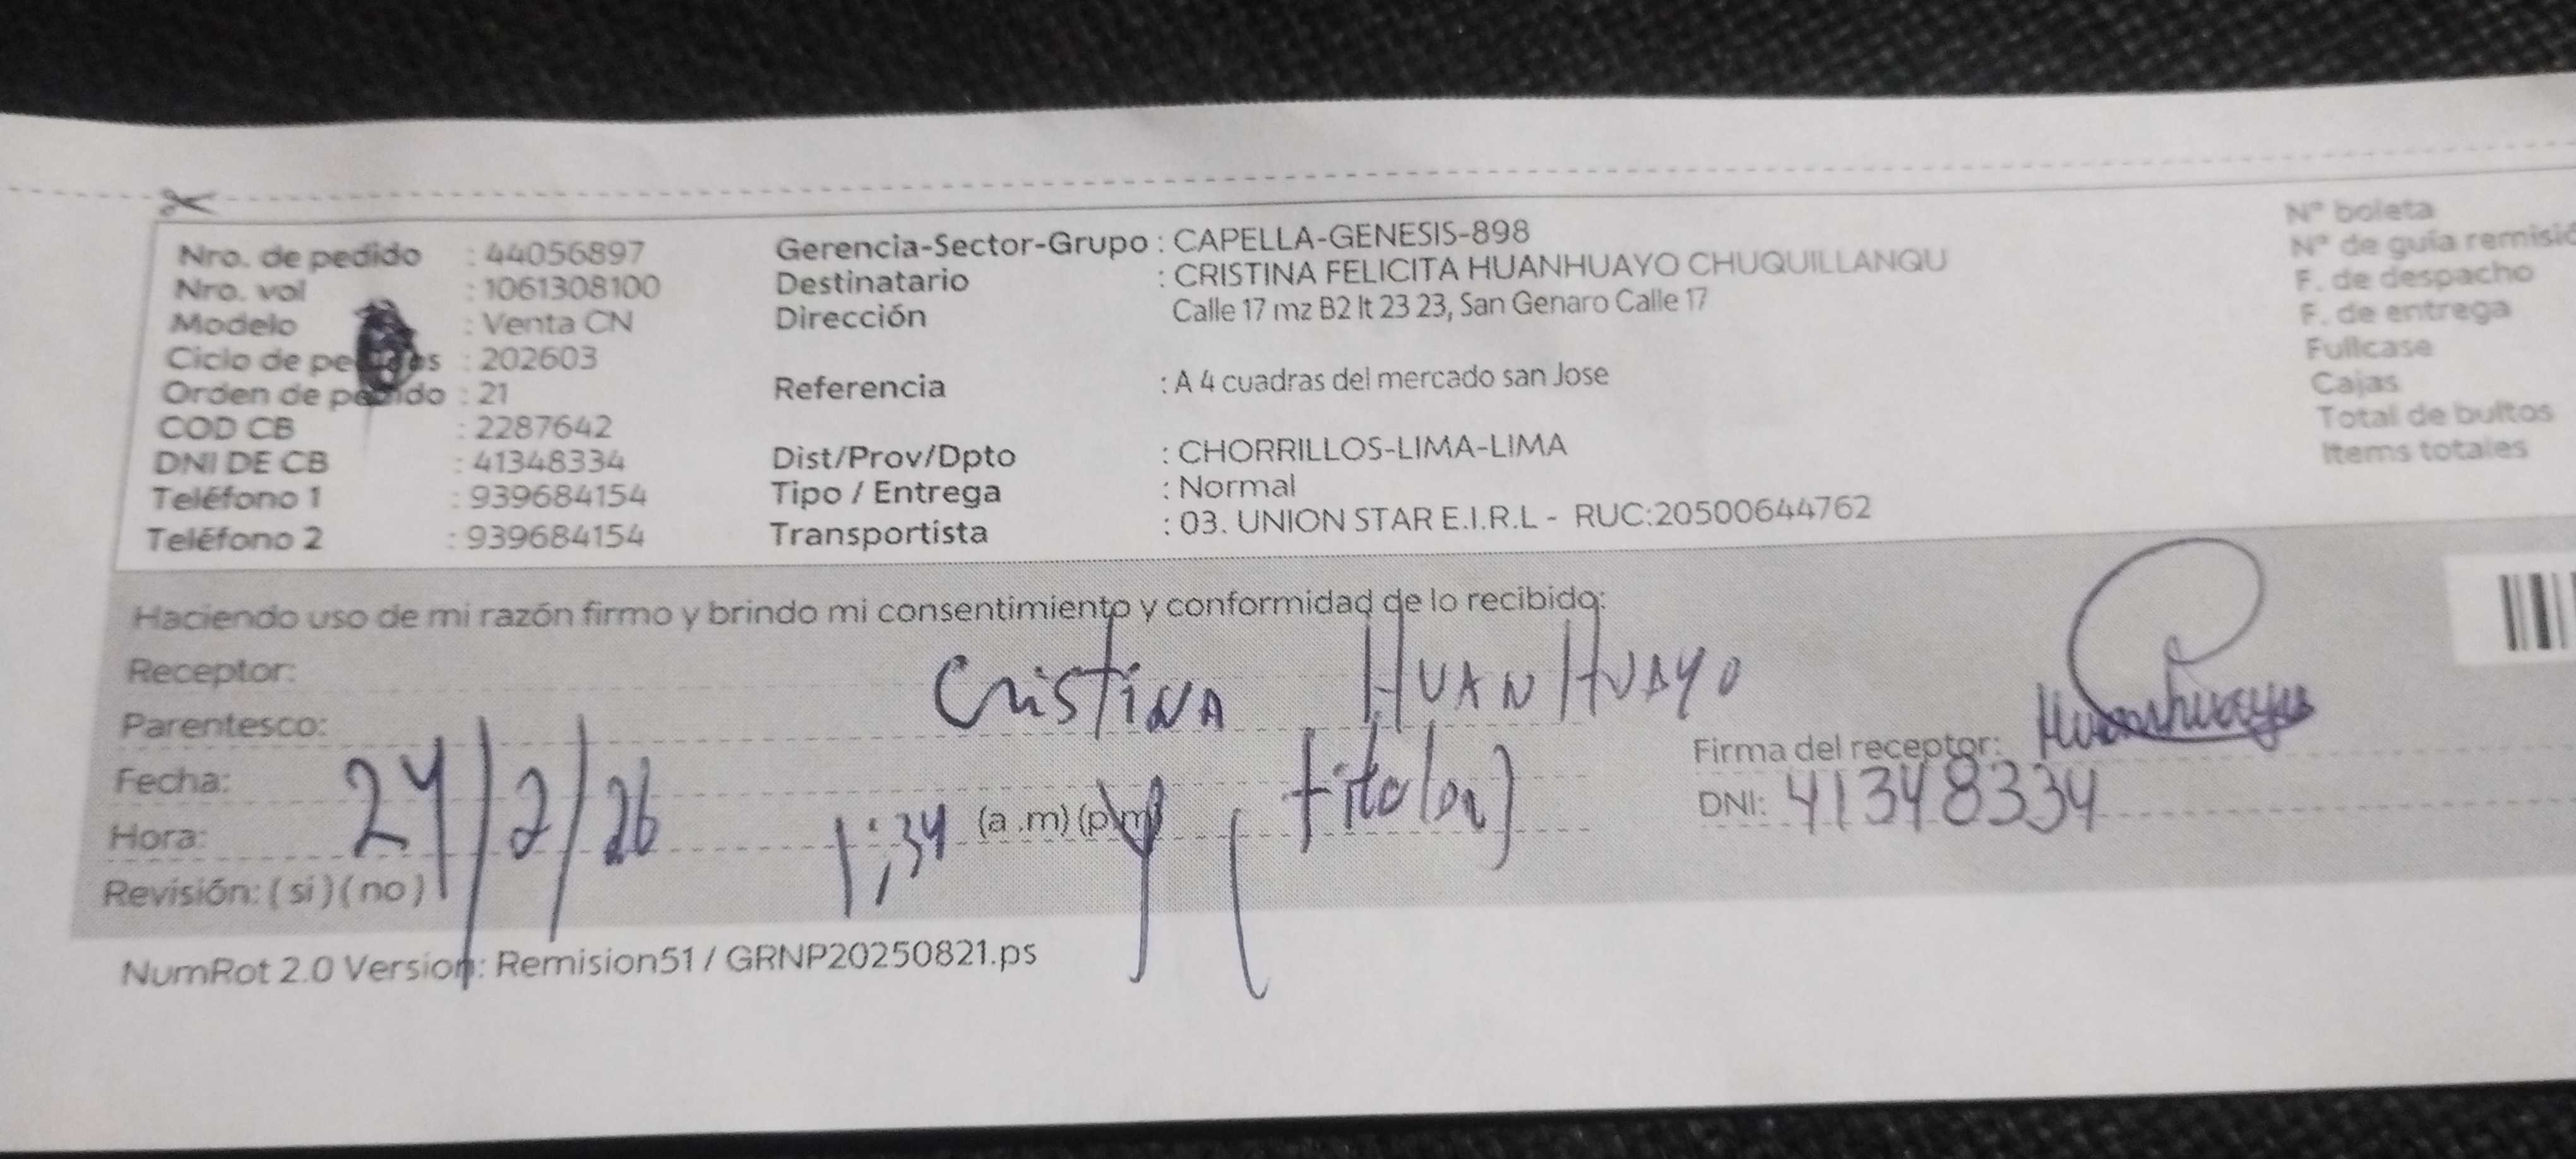 Nro. de pedido : 44056897
Nro. vol : 1061308100
Modelo : Venta CN
Ciclo de pedidos : 202603
Orden de pedido : 21
COD CB : 2287642
DNI DE CB : 41348334
Teléfono 1 : 939684154
Teléfono 2 : 939684154
Gerencia-Sector-Grupo : CAPELLA-GENESIS-898
Destinatario : CRISTINA FELICITA HUANHUAYO CHUQUILLANQU
Dirección Calle 17 mz B2 lt 23 23, San Genaro Calle 17
Referencia : A 4 cuadras del mercado san Jose
Dist/Prov/Dpto : CHORRILLOS-LIMA-LIMA
Tipo / Entrega : Normal
Transportista : 03. UNION STAR E.I.R.L - RUC:20500644762
N° boleta
N° de guía remisió
F. de despacho
F. de entrega
Fullcase
Cajas
Total de bultos
Items totales
Haciendo uso de mi razón firmo y brindo mi consentimiento y conformidad de lo recibido:
Receptor: Cristina HUANHUAYO
Parentesco: (titular)
Fecha: 24/2/26
Hora: 1:34 (a .m) (p.m)
Revisión: ( si ) ( no )
Firma del receptor: Huanhuayo
DNI: 41348334
NumRot 2.0 Version: Remision51 / GRNP20250821.ps